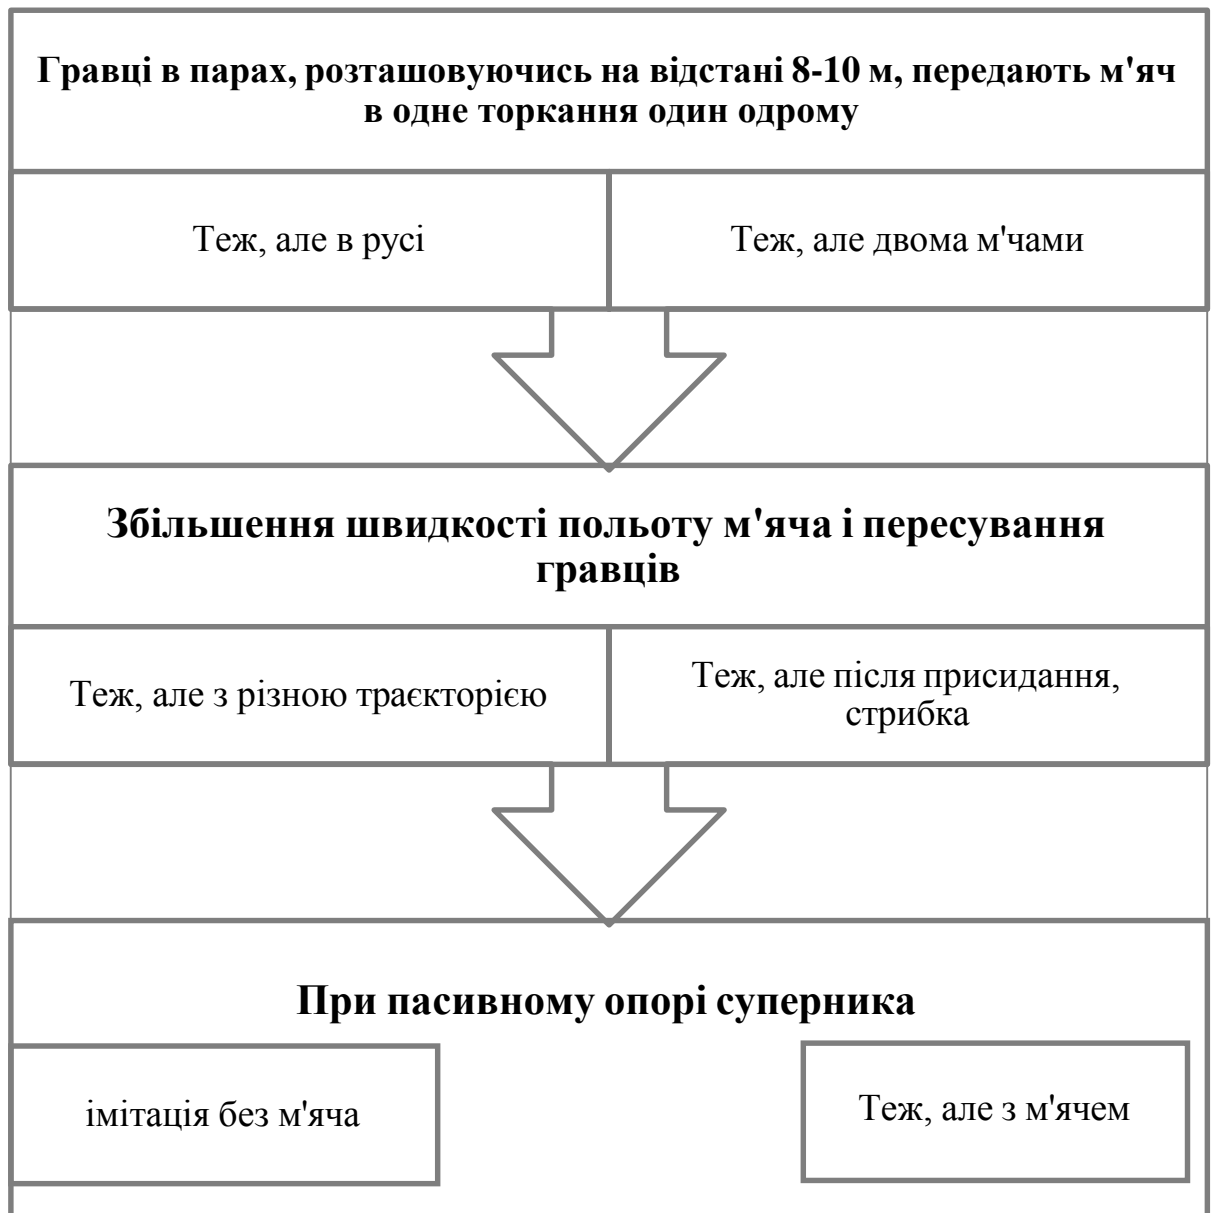 Гравці в парах, розташовуючись на відстані 8-10 м, передають м'яч
в одне торкання один одрому
Теж, але в русі
Теж, але двома м'чами
Збільшення швидкості польоту м'яча і пересування
гравців
Теж, але з різною траєкторією
Теж, але після присидання,
стрибка
При пасивному опорі суперника
імітація без м'яча
Теж, але з м'ячем